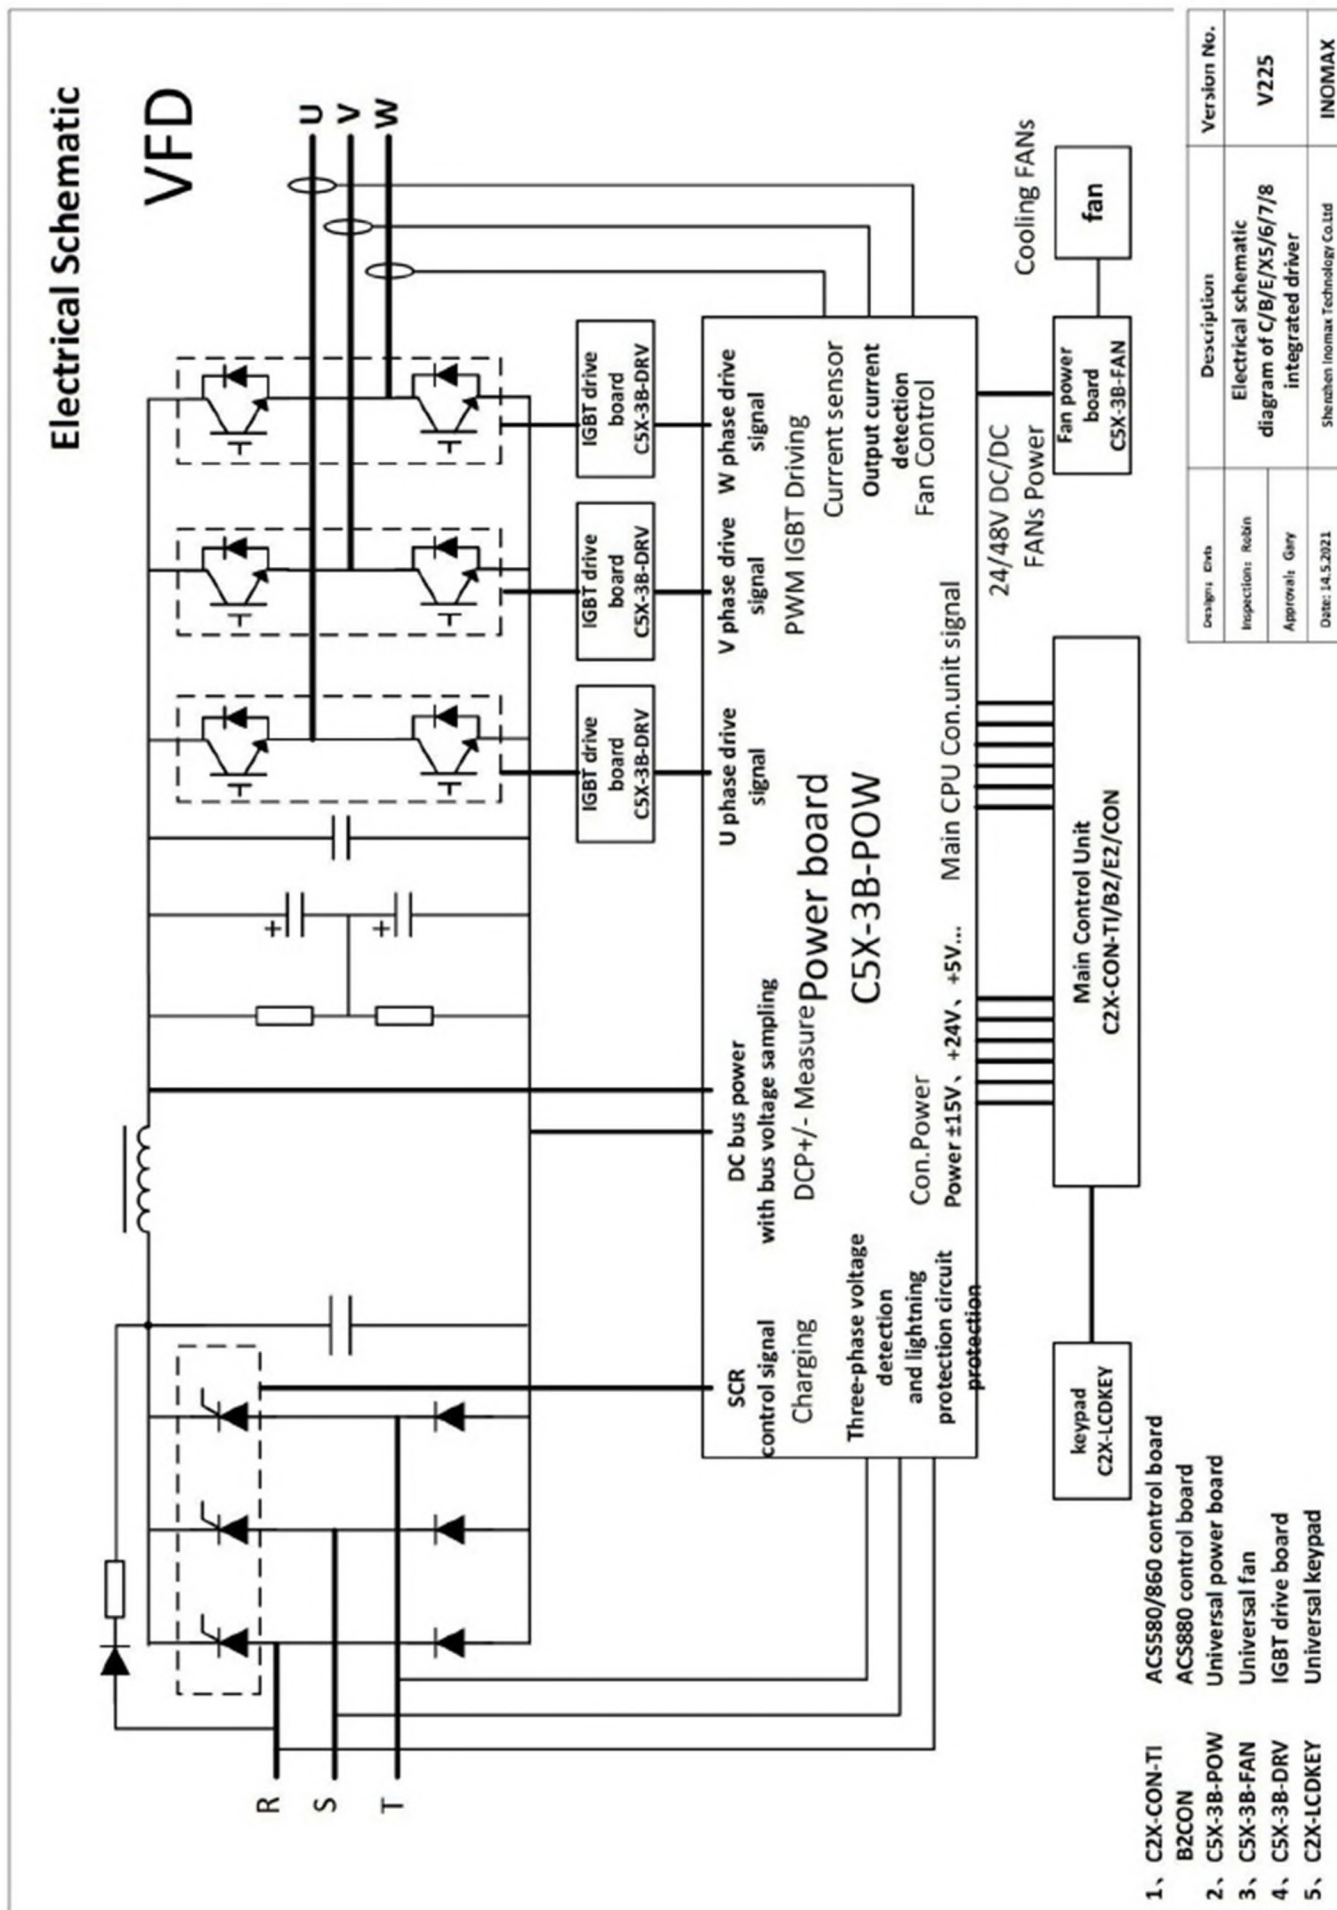 Electrical Schematic
VFD
U
V
W
R
S
T
IGBT drive
board
C5X-3B-DRV
IGBT drive
board
C5X-3B-DRV
IGBT drive
board
C5X-3B-DRV
SCR
control signal
Charging
DC bus power
with bus voltage sampling
DCP+/- Measure
U phase drive
signal
V phase drive
signal
W phase drive
signal
PWM IGBT Driving
Power board
C5X-3B-POW
Current sensor
Output current
detection
Fan Control
Three-phase voltage
detection
and lightning
protection circuit
protection
Con.Power
Power ±15V、+24V、+5V...
Main CPU Con.unit signal
24/48V DC/DC
FANs Power
Cooling FANs
keypad
C2X-LCDKEY
Main Control Unit
C2X-CON-TI/B2/E2/CON
Fan power
board
C5X-3B-FAN
fan
1、 C2X-CON-TI ACS580/860 control board
B2CON ACS880 control board
2、 C5X-3B-POW Universal power board
3、 C5X-3B-FAN Universal fan
4、 C5X-3B-DRV IGBT drive board
5、 C2X-LCDKEY Universal keypad
Description Version No.
Inspection: Robin
Approval: Gary
Date: 14.5.2021
Electrical schematic
diagram of C/B/E/X5/6/7/8
integrated driver
V225
Shenzhen Inomax Technology Co.Ltd INOMAX